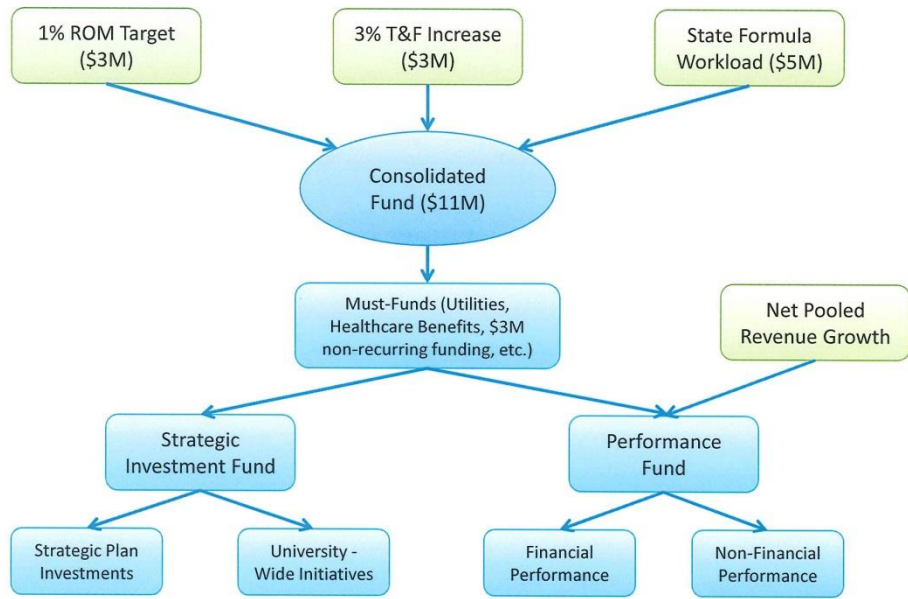 1% ROM Target
($3M)
3% T&F Increase
($3M)
State Formula
Workload ($5M)
Consolidated
Fund ($11M)
Must-Funds (Utilities,
Healthcare Benefits, $3M
non-recurring funding, etc.)
Net Pooled
Revenue Growth
Strategic
Investment Fund
Performance
Fund
Strategic Plan
Investments
University -
Wide Initiatives
Financial
Performance
Non-Financial
Performance